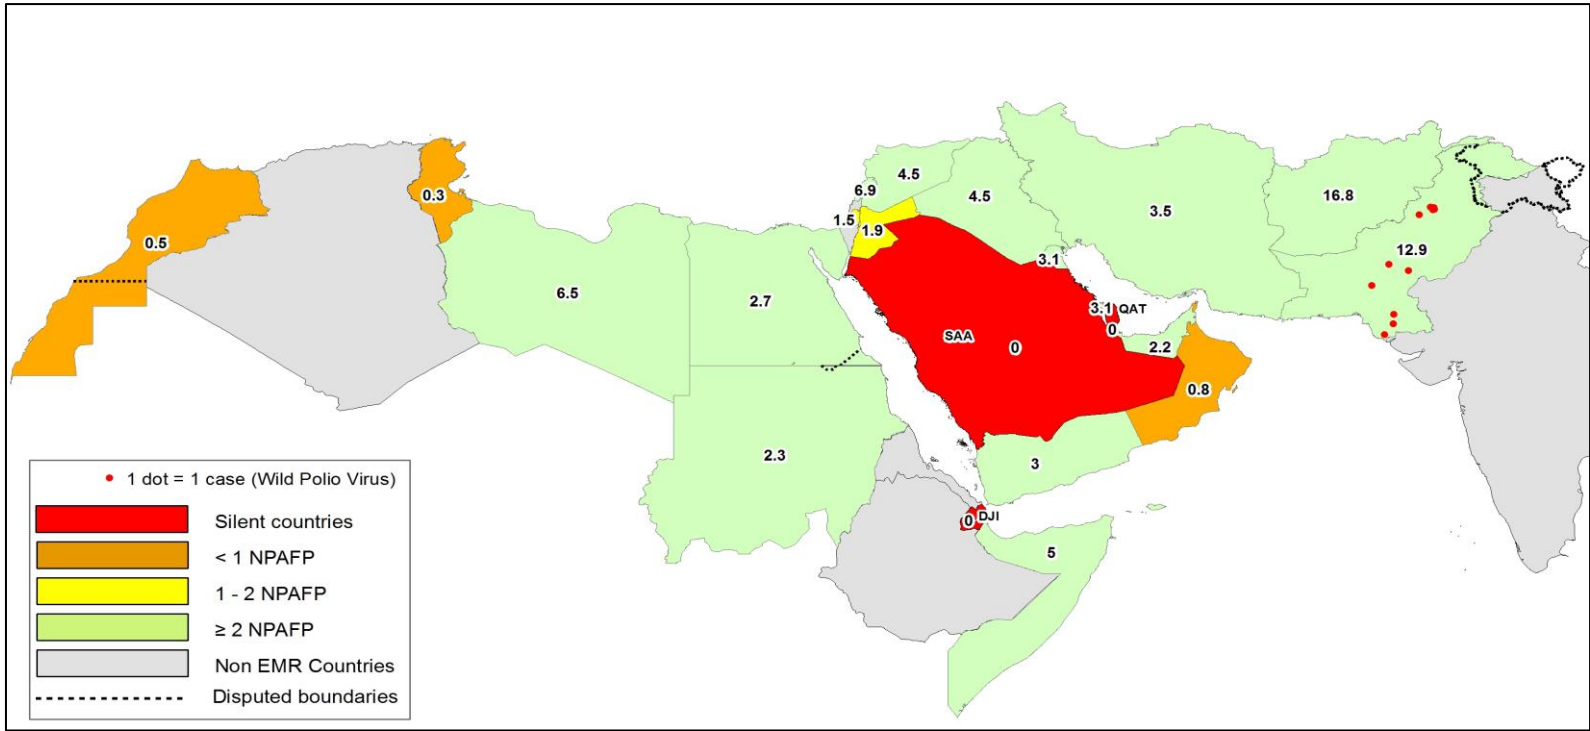 0.3
4.5
6.9
4.5
16.8
3.5
1.5
1.9
0.5
12.9
3.1
6.5
2.7
3.1 QAT
0
SAA
0
2.2
0.8
2.3
3
0 DJI
5
1 dot = 1 case (Wild Polio Virus)
Silent countries
< 1 NPAFP
1 - 2 NPAFP
≥ 2 NPAFP
Non EMR Countries
Disputed boundaries